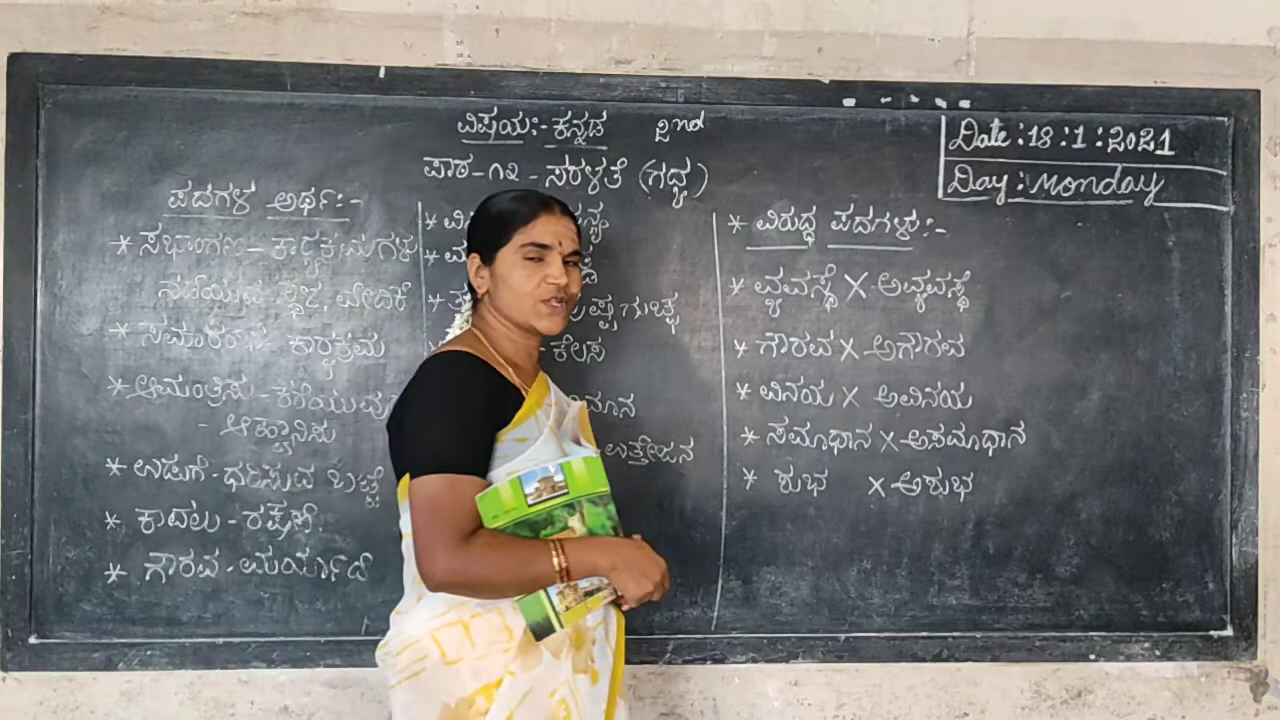 ವಿಷಯ:- ಕನ್ನಡ 2nd
ಪಾಠ-೧೨ - ಸರಳತೆ (ಗದ್ಯ)
Date : 18 : 1 : 2021
Day : Monday
ಪದಗಳ ಅರ್ಥ:-
* ಸಭಾಂಗಣ - ಕಾರ್ಯಕ್ರಮಗಳು
ನಡೆಯುವ ಸ್ಥಳ, ವೇದಿಕೆ
* ಸಮಾರಂಭ ಕಾರ್ಯಕ್ರಮ
* ಆಮಂತ್ರಿಸು - ಕರೆಯುವು
- ಆಹ್ವಾನಿಸು
* ಉಡುಗೆ - ಧರಿಸುವ ಬಟ್ಟೆ
* ಕಾವಲು - ರಕ್ಷಣೆ
* ಗೌರವ - ಮರ್ಯಾದೆ
* ವಿ
*
* ಪುಷ್ಪಗುಚ್ಛ
- ಕೆಲಸ
ಉತ್ತೇಜನ
* ವಿರುದ್ಧ ಪದಗಳು:-
* ವ್ಯವಸ್ಥೆ X ಅವ್ಯವಸ್ಥೆ
* ಗೌರವ X ಅಗೌರವ
* ವಿನಯ X ಅವಿನಯ
* ಸಮಾಧಾನ X ಅಸಮಾಧಾನ
* ಶುಭ X ಅಶುಭ